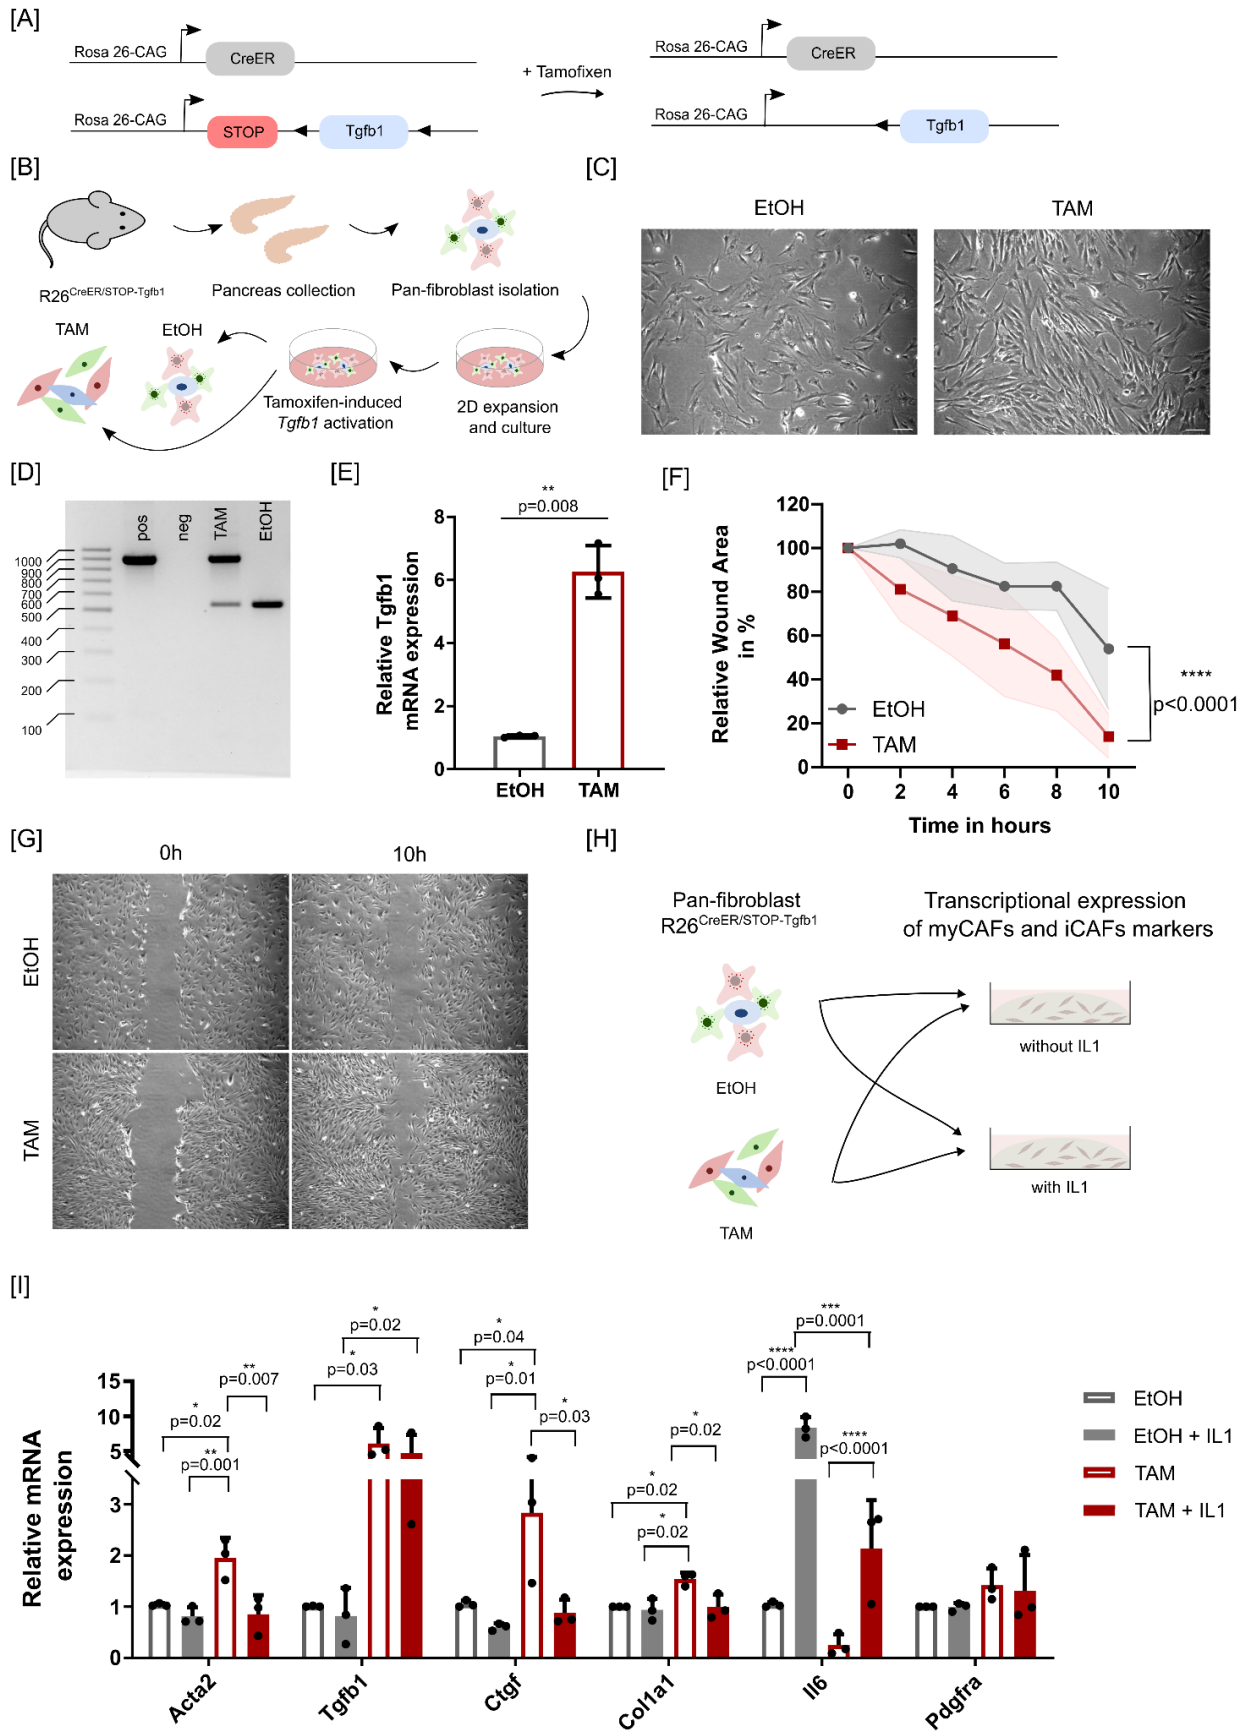 [A]
Rosa 26-CAG
CreER
Rosa 26-CAG
STOP
Tgfb1
+ Tamofixen
Rosa 26-CAG
CreER
Rosa 26-CAG
Tgfb1
[B]
R26CreER/STOP-Tgfb1
Pancreas collection
Pan-fibroblast isolation
TAM
EtOH
Tamoxifen-induced
Tgfb1 activation
2D expansion
and culture
[C]
EtOH
TAM
[D]
pos
neg
TAM
EtOH
1000
900
800
700
600
500
400
300
200
100
[E]
**
p=0.008
Relative Tgfb1
mRNA expression
8
6
4
2
0
EtOH
TAM
[F]
Relative Wound Area
in %
120
100
80
60
40
20
0
EtOH
TAM
****
p<0.0001
0
2
4
6
8
10
Time in hours
[G]
0h
10h
EtOH
TAM
[H]
Pan-fibroblast
R26CreER/STOP-Tgfb1
Transcriptional expression
of myCAFs and iCAFs markers
EtOH
TAM
without IL1
with IL1
[I]
Relative mRNA
expression
15
10
5
3
2
1
0
*
p=0.02
**
p=0.001
**
p=0.007
*
p=0.03
*
p=0.02
*
p=0.04
*
p=0.01
*
p=0.03
*
p=0.02
*
p=0.02
*
p=0.02
****
p<0.0001
***
p=0.0001
****
p<0.0001
Acta2
Tgfb1
Ctgf
Col1a1
Il6
Pdgfra
EtOH
EtOH + IL1
TAM
TAM + IL1